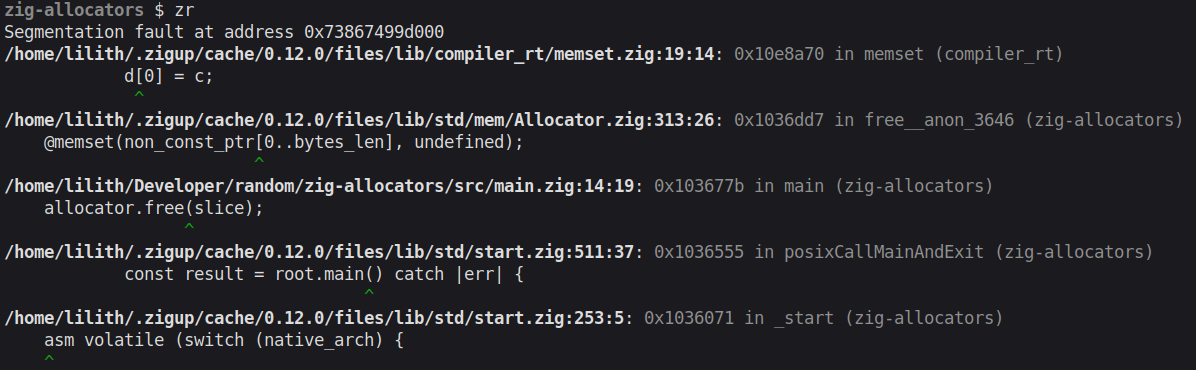 zig-allocators $ zr
Segmentation fault at address 0x73867499d000
/home/lilith/.zigup/cache/0.12.0/files/lib/compiler_rt/memset.zig:19:14: 0x10e8a70 in memset (compiler_rt)
            d[0] = c;
             ^
/home/lilith/.zigup/cache/0.12.0/files/lib/std/mem/Allocator.zig:313:26: 0x1036dd7 in free__anon_3646 (zig-allocators)
    @memset(non_const_ptr[0..bytes_len], undefined);
                         ^
/home/lilith/Developer/random/zig-allocators/src/main.zig:14:19: 0x103677b in main (zig-allocators)
    allocator.free(slice);
                  ^
/home/lilith/.zigup/cache/0.12.0/files/lib/std/start.zig:511:37: 0x1036555 in posixCallMainAndExit (zig-allocators)
            const result = root.main() catch |err| {
                                    ^
/home/lilith/.zigup/cache/0.12.0/files/lib/std/start.zig:253:5: 0x1036071 in _start (zig-allocators)
    asm volatile (switch (native_arch) {
    ^